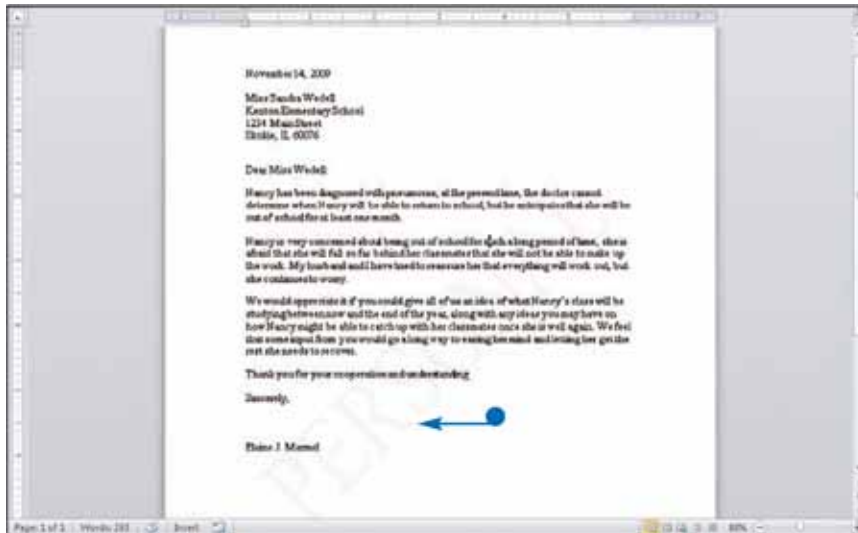 November 14, 2009
Miss Sandra Wedell
Kenton Elementary School
1234 Main Street
Skokie, IL 60076
Dear Miss Wedell:
Nancy has been diagnosed with pneumonia; at the present time, the doctor cannot
determine when Nancy will be able to return to school, but he anticipates that she will be
out of school for at least one month.
Nancy is very concerned about being out of school for such a long period of time; she is
afraid that she will fall so far behind her classmates that she will not be able to make up
the work. My husband and I have tried to reassure her that everything will work out, but
she continues to worry.
We would appreciate it if you could give all of us an idea of what Nancy's class will be
studying between now and the end of the year, along with any ideas you may have on
how Nancy might be able to catch up with her classmates once she is well again. We feel
that some input from you would go a long way to easing her mind and letting her get the
rest she needs to recover.
Thank you for your cooperation and understanding
Sincerely,
Elaine J. Marmel
PERSONAL
Page: 1 of 1 Words: Insert 80%